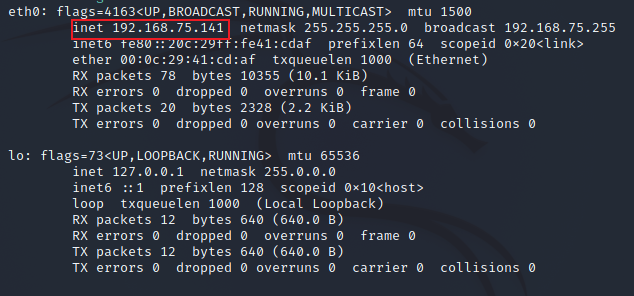 eth0: flags=4163<UP,BROADCAST,RUNNING,MULTICAST>  mtu 1500
        inet 192.168.75.141  netmask 255.255.255.0  broadcast 192.168.75.255
        inet6 fe80::20c:29ff:fe41:cdaf  prefixlen 64  scopeid 0×20<link>
        ether 00:0c:29:41:cd:af  txqueuelen 1000  (Ethernet)
        RX packets 78  bytes 10355 (10.1 KiB)
        RX errors 0  dropped 0  overruns 0  frame 0
        TX packets 20  bytes 2328 (2.2 KiB)
        TX errors 0  dropped 0 overruns 0  carrier 0  collisions 0

lo: flags=73<UP,LOOPBACK,RUNNING>  mtu 65536
        inet 127.0.0.1  netmask 255.0.0.0
        inet6 ::1  prefixlen 128  scopeid 0×10<host>
        loop  txqueuelen 1000  (Local Loopback)
        RX packets 12  bytes 640 (640.0 B)
        RX errors 0  dropped 0  overruns 0  frame 0
        TX packets 12  bytes 640 (640.0 B)
        TX errors 0  dropped 0 overruns 0  carrier 0  collisions 0